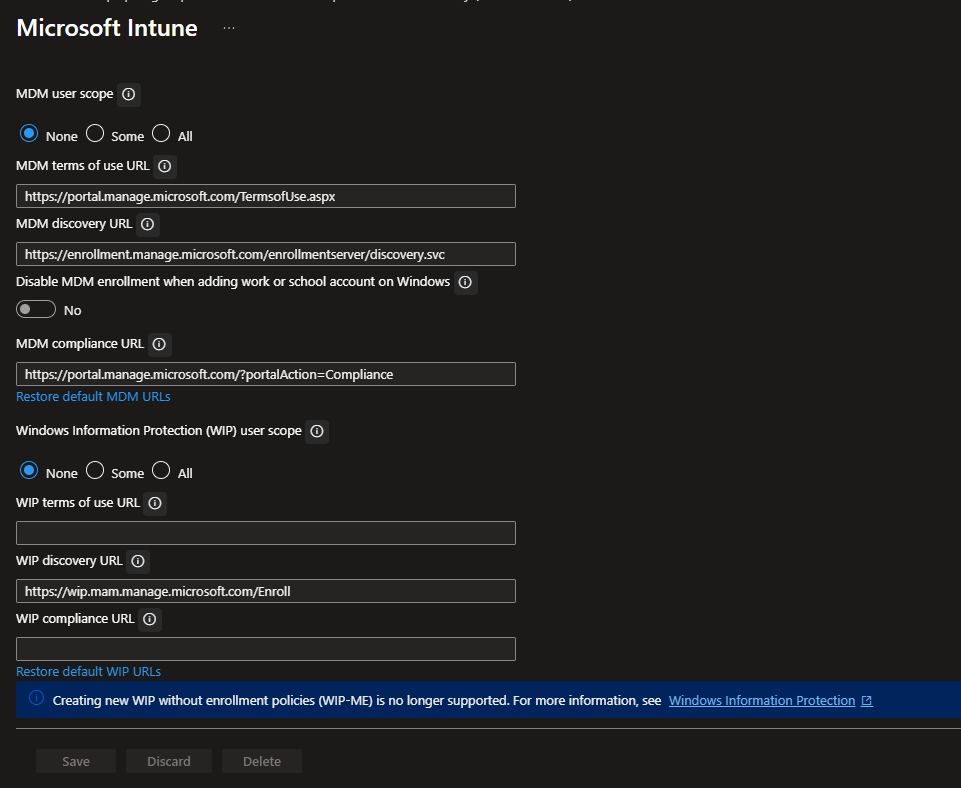 Microsoft Intune ...
MDM user scope
None Some All
MDM terms of use URL
https://portal.manage.microsoft.com/TermsofUse.aspx
MDM discovery URL
https://enrollment.manage.microsoft.com/enrollmentserver/discovery.svc
Disable MDM enrollment when adding work or school account on Windows
No
MDM compliance URL
https://portal.manage.microsoft.com/?portalAction=Compliance
Restore default MDM URLs
Windows Information Protection (WIP) user scope
None Some All
WIP terms of use URL
WIP discovery URL
https://wip.mam.manage.microsoft.com/Enroll
WIP compliance URL
Restore default WIP URLs
Creating new WIP without enrollment policies (WIP-ME) is no longer supported. For more information, see Windows Information Protection
Save Discard Delete